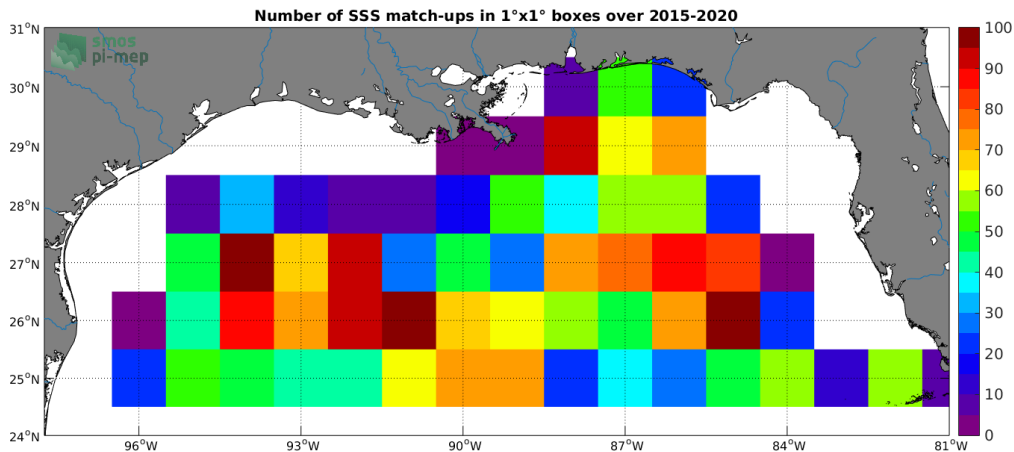 Number of SSS match-ups in 1°x1° boxes over 2015-2020
smos
pi-mep
31°N
30°N
29°N
28°N
27°N
26°N
25°N
24°N
96°W
93°W
90°W
87°W
84°W
81°W
100
90
80
70
60
50
40
30
20
10
0